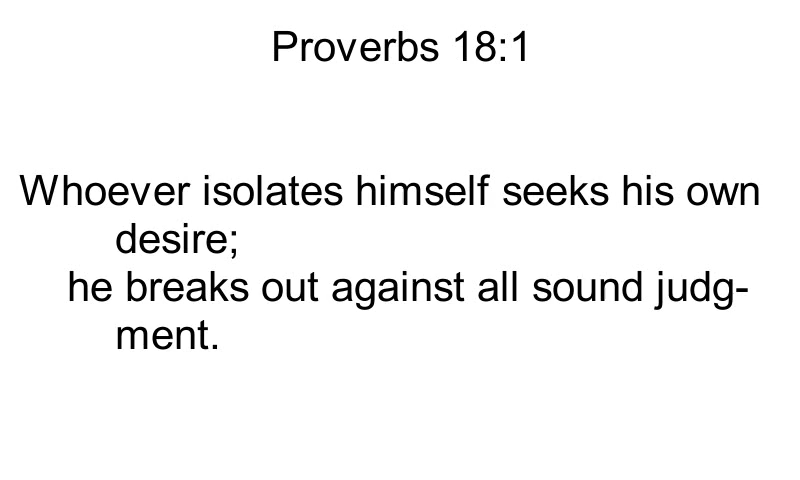 Proverbs 18:1
Whoever isolates himself seeks his own
desire;
he breaks out against all sound judg-
ment.